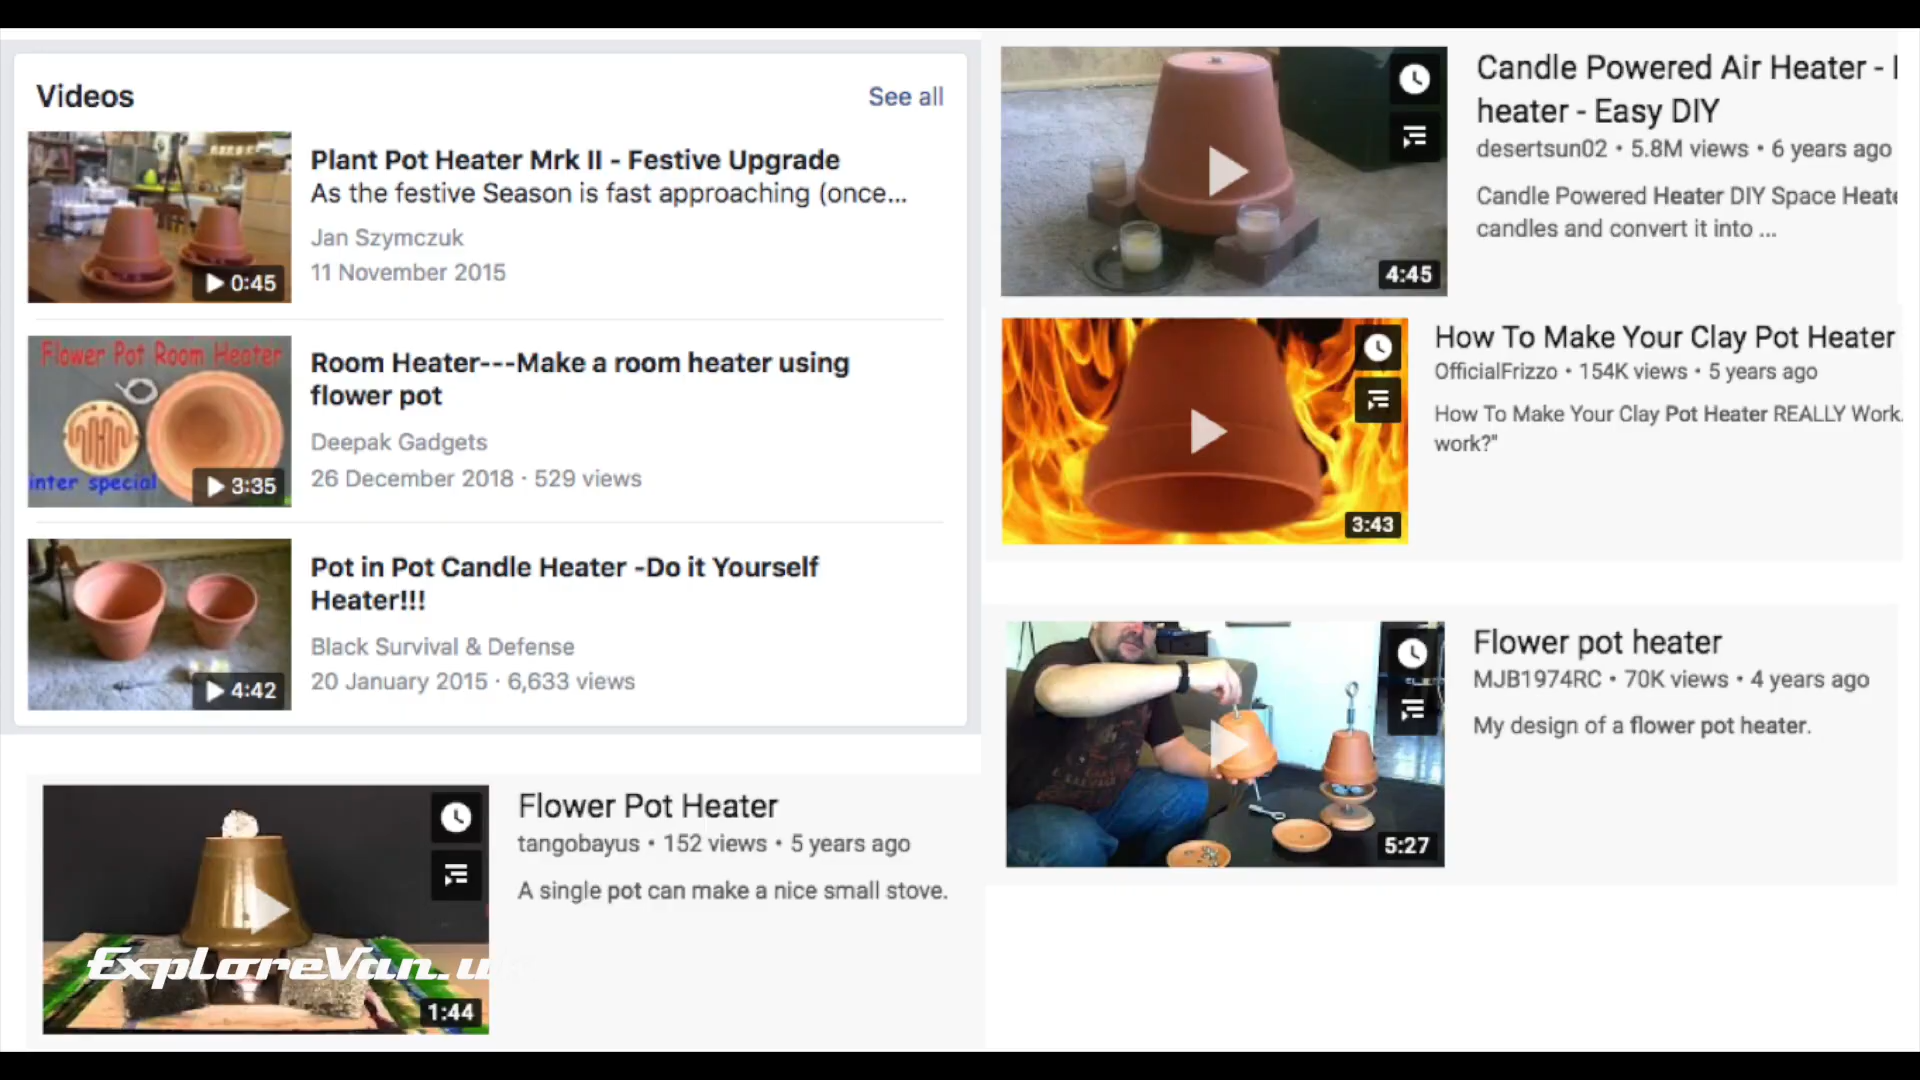 Videos
See all
Plant Pot Heater Mrk II - Festive Upgrade
As the festive Season is fast approaching (once...
Jan Szymczuk
11 November 2015
0:45
Flower Pot Room Heater
inter special
3:35
Room Heater---Make a room heater using
flower pot
Deepak Gadgets
26 December 2018 · 529 views
4:42
Pot in Pot Candle Heater -Do it Yourself
Heater!!!
Black Survival & Defense
20 January 2015 · 6,633 views
Flower Pot Heater
tangobayus • 152 views • 5 years ago
A single pot can make a nice small stove.
ExploreVan.u
1:44
Candle Powered Air Heater -
heater - Easy DIY
desertsun02 • 5.8M views • 6 years ago
Candle Powered Heater DIY Space Heate
candles and convert it into ...
4:45
How To Make Your Clay Pot Heater
OfficialFrizzo • 154K views • 5 years ago
How To Make Your Clay Pot Heater REALLY Work.
work?"
3:43
Flower pot heater
MJB1974RC • 70K views • 4 years ago
My design of a flower pot heater.
5:27